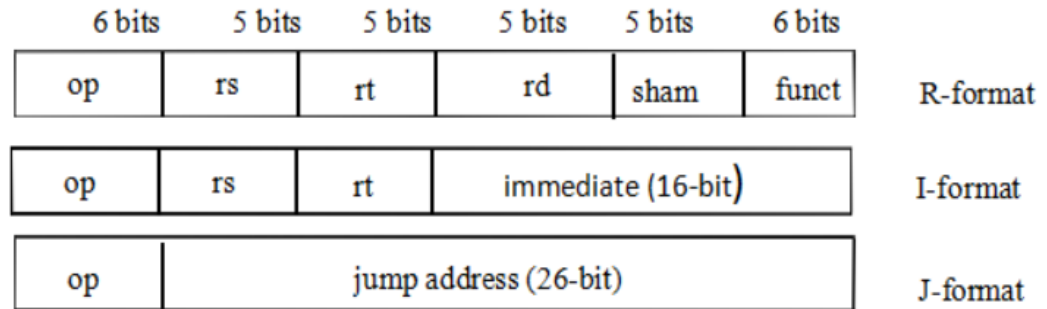 6 bits 5 bits 5 bits 5 bits 5 bits 6 bits
op rs rt rd sham funct R-format
op rs rt immediate (16-bit) I-format
op jump address (26-bit) J-format